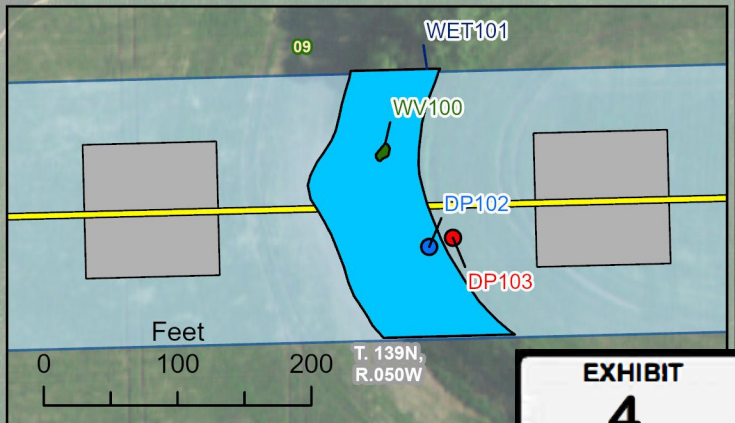 WET101
09
WV100
DP102
DP103
Feet
0 100 200
T. 139N,
R.050W
EXHIBIT
4